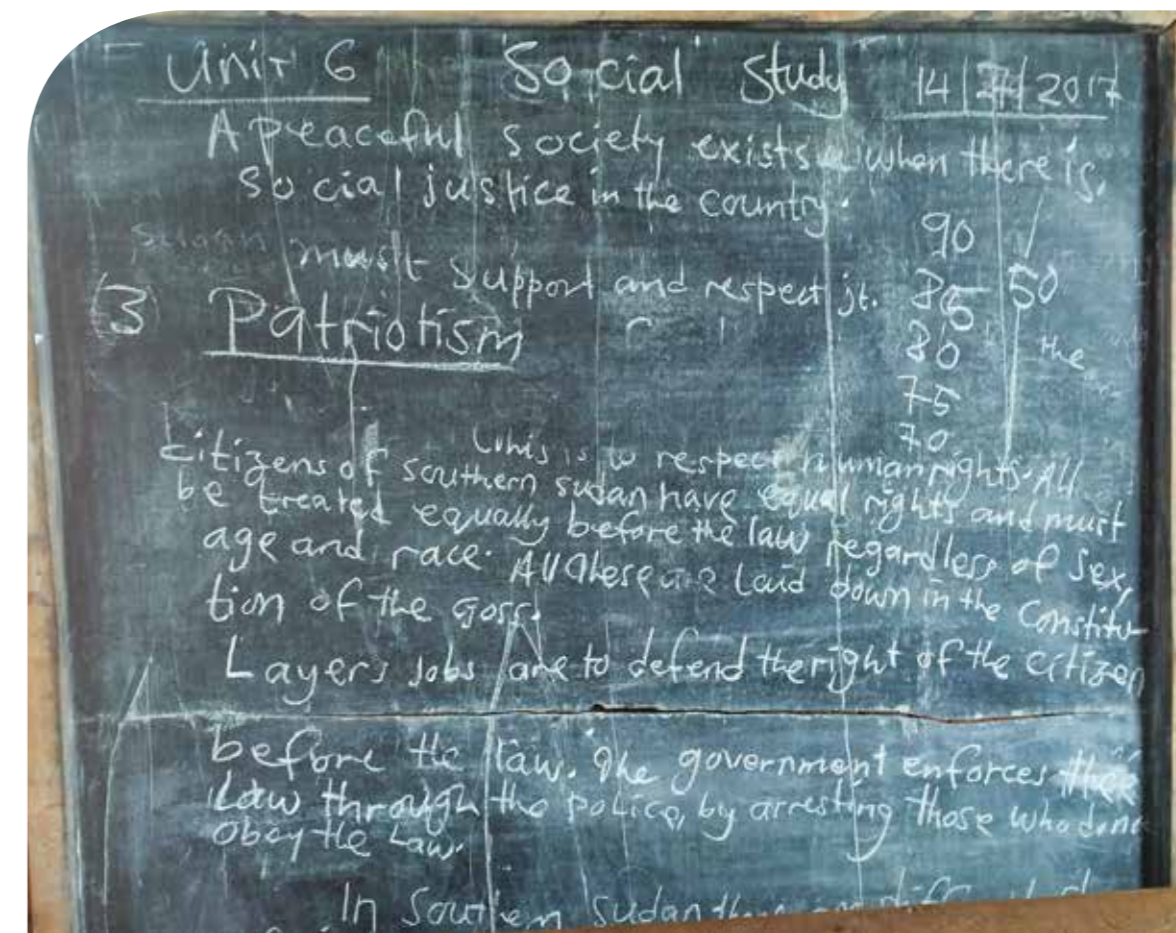 Unit 6 Social Study 14 2017
A peaceful society exists when there is,
social justice in the country.
90
must support and respect it. 50
(3 Patriotism
80 the
75
70
This is to respect human rights. All
citizens of southern sudan have equal rights and must
be treated equally before the law regardless of sex,
age and race. All these are laid down in the constitu-
tion of the Goss.
Layers jobs are to defend the right of the citizen
before the law. The government enforces
law through the police, by arresting those who
obey the Law.
In Southern Sudan